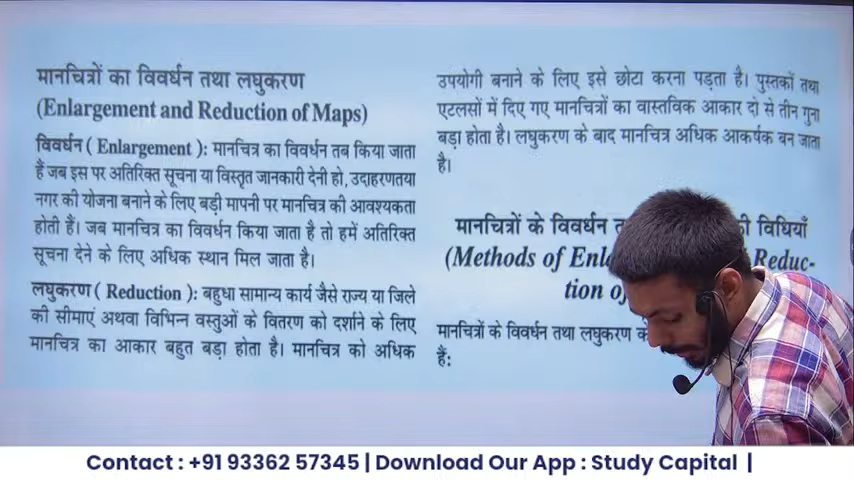 मानचित्रों का विवर्धन तथा लघुकरण
(Enlargement and Reduction of Maps)
विवर्धन ( Enlargement ): मानचित्र का विवर्धन तब किया जाता
हैं जब इस पर अतिरिक्त सूचना या विस्तृत जानकारी देनी हो, उदाहरणतया
नगर की योजना बनाने के लिए बड़ी मापनी पर मानचित्र की आवश्यकता
होती हैं। जब मानचित्र का विवर्धन किया जाता है तो हमें अतिरिक्त
सूचना देने के लिए अधिक स्थान मिल जाता है।
लघुकरण ( Reduction ): बहुधा सामान्य कार्य जैसे राज्य या जिले
की सीमाएं अथवा विभिन्न वस्तुओं के वितरण को दर्शाने के लिए
मानचित्र का आकार बहुत बड़ा होता है। मानचित्र को अधिक
उपयोगी बनाने के लिए इसे छोटा करना पड़ता है। पुस्तकों तथा
एटलसों में दिए गए मानचित्रों का वास्तविक आकार दो से तीन गुना
बड़ा होता है। लघुकरण के बाद मानचित्र अधिक आकर्षक बन जाता
है।
मानचित्रों के विवर्धन की विधियाँ
(Methods of Reduc-
tion
मानचित्रों के विवर्धन तथा लघुकरण
हैं:
Contact : +91 93362 57345 | Download Our App : Study Capital |